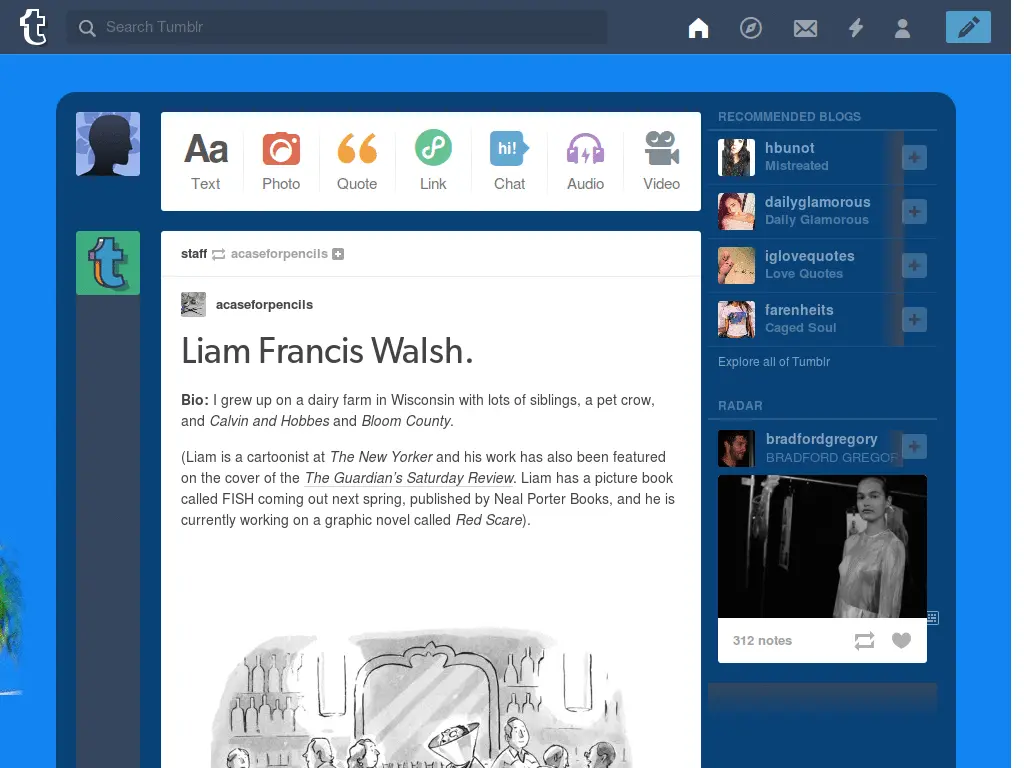 Search Tumblr
Aa
hi!
Text
Photo
Quote
Link
Chat
Audio
Video
staff acaseforpencils
acaseforpencils
Liam Francis Walsh.
Bio: I grew up on a dairy farm in Wisconsin with lots of siblings, a pet crow,
and Calvin and Hobbes and Bloom County.
(Liam is a cartoonist at The New Yorker and his work has also been featured
on the cover of the The Guardian’s Saturday Review. Liam has a picture book
called FISH coming out next spring, published by Neal Porter Books, and he is
currently working on a graphic novel called Red Scare).
RECOMMENDED BLOGS
hbunot
Mistreated
dailyglamorous
Daily Glamorous
iglovequotes
Love Quotes
farenheits
Caged Soul
Explore all of Tumblr
RADAR
bradfordgregory
BRADFORD GREGOR
312 notes